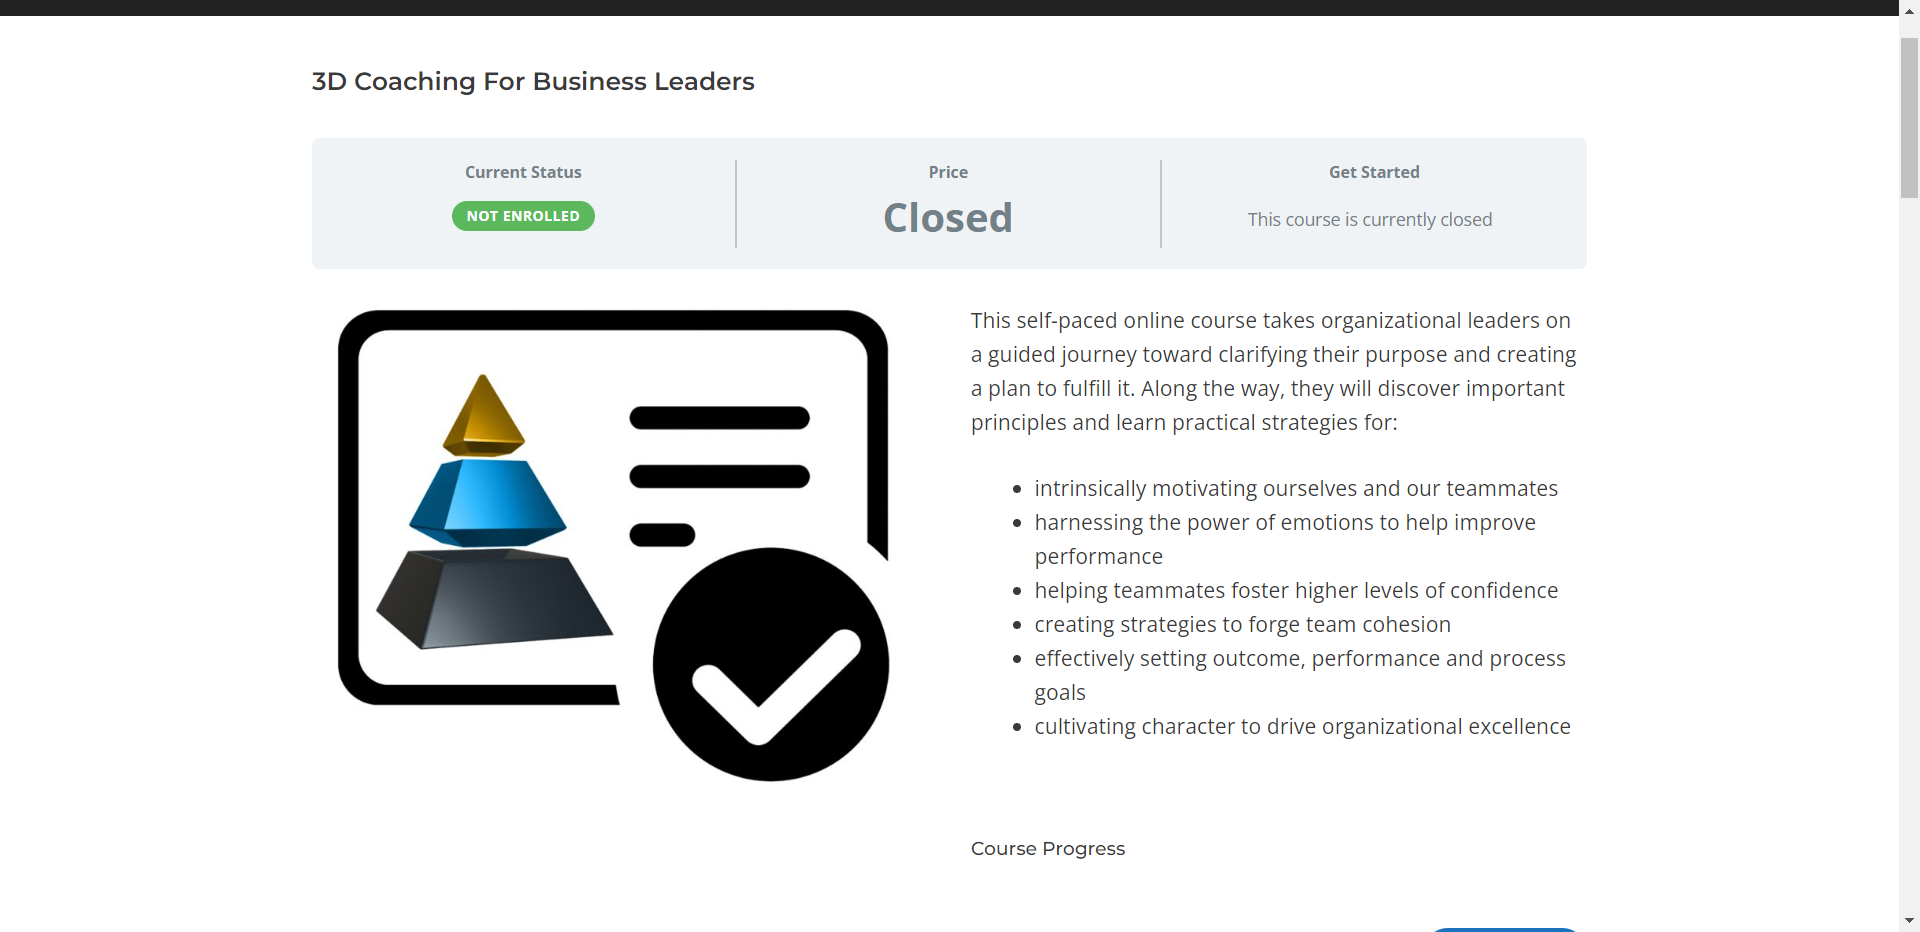 3D Coaching For Business Leaders
Current Status
NOT ENROLLED
Price
Closed
Get Started
This course is currently closed
This self-paced online course takes organizational leaders on
a guided journey toward clarifying their purpose and creating
a plan to fulfill it. Along the way, they will discover important
principles and learn practical strategies for:
intrinsically motivating ourselves and our teammates
harnessing the power of emotions to help improve
performance
helping teammates foster higher levels of confidence
creating strategies to forge team cohesion
effectively setting outcome, performance and process
goals
cultivating character to drive organizational excellence
Course Progress